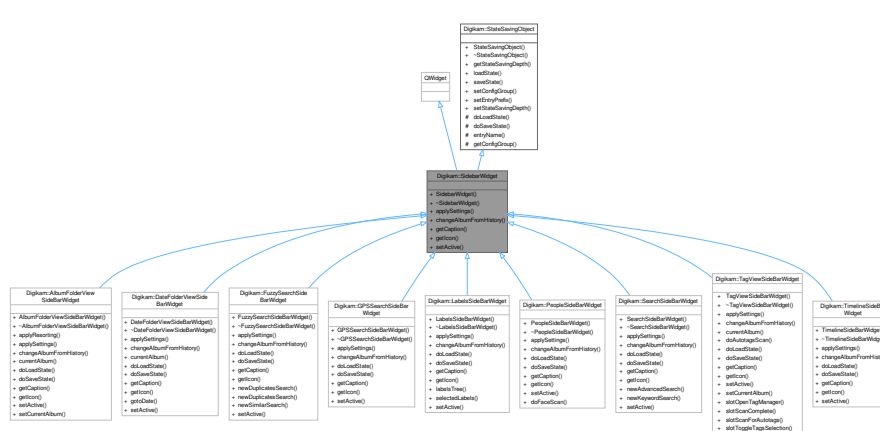 Digikam::StateSavingObject
+ StateSavingObject()
+ ~StateSavingObject()
+ getStateSavingDepth()
+ loadState()
+ saveState()
+ setConfigGroup()
+ setEntryPrefix()
+ setStateSavingDepth()
# doLoadState()
# doSaveState()
# entryName()
# getConfigGroup()
QWidget
Digikam::SidebarWidget
+ SidebarWidget()
+ ~SidebarWidget()
+ applySettings()
+ changeAlbumFromHistory()
+ getCaption()
+ getIcon()
+ setActive()
Digikam::AlbumFolderView
SideBarWidget
+ AlbumFolderViewSideBarWidget()
+ ~AlbumFolderViewSideBarWidget()
+ applyRecording()
+ applySettings()
+ changeAlbumFromHistory()
+ currentAlbum()
+ doLoadState()
+ doSaveState()
+ getCaption()
+ getIcon()
+ setActive()
+ setCurrentAlbum()
Digikam::DateFolderViewSide
BarWidget
+ DateFolderViewSideBarWidget()
+ ~DateFolderViewSideBarWidget()
+ applySettings()
+ changeAlbumFromHistory()
+ currentAlbum()
+ doLoadState()
+ doSaveState()
+ getCaption()
+ getIcon()
+ gotoDate()
+ setActive()
Digikam::FuzzySearchSide
BarWidget
+ FuzzySearchSideBarWidget()
+ ~FuzzySearchSideBarWidget()
+ applySettings()
+ changeAlbumFromHistory()
+ doLoadState()
+ doSaveState()
+ getCaption()
+ getIcon()
+ newDuplicatesSearch()
+ newDuplicatesSearch()
+ newSimilarSearch()
+ setActive()
Digikam::GPSSearchSideBar
Widget
+ GPSSearchSideBarWidget()
+ ~GPSSearchSideBarWidget()
+ applySettings()
+ changeAlbumFromHistory()
+ doLoadState()
+ doSaveState()
+ getCaption()
+ getIcon()
+ setActive()
Digikam::LabelsSideBarWidget
+ LabelsSideBarWidget()
+ ~LabelsSideBarWidget()
+ applySettings()
+ changeAlbumFromHistory()
+ doLoadState()
+ doSaveState()
+ getCaption()
+ getIcon()
+ labelsTree()
+ selectedLabels()
+ setActive()
Digikam::PeopleSideBarWidget
+ PeopleSideBarWidget()
+ ~PeopleSideBarWidget()
+ applySettings()
+ changeAlbumFromHistory()
+ doLoadState()
+ doSaveState()
+ getCaption()
+ getIcon()
+ setActive()
+ doFaceScan()
Digikam::SearchSideBarWidget
+ SearchSideBarWidget()
+ ~SearchSideBarWidget()
+ applySettings()
+ changeAlbumFromHistory()
+ doLoadState()
+ doSaveState()
+ getCaption()
+ getIcon()
+ newAdvancedSearch()
+ newKeywordSearch()
+ setActive()
Digikam::TagViewSideBarWidget
+ TagViewSideBarWidget()
+ ~TagViewSideBarWidget()
+ applySettings()
+ changeAlbumFromHistory()
+ currentAlbum()
+ doAutotagsScan()
+ doLoadState()
+ doSaveState()
+ getCaption()
+ getIcon()
+ setActive()
+ setCurrentAlbum()
+ slotOpenTagManager()
+ slotScanComplete()
+ slotScanForAutotags()
+ slotToggleTagsSelection()
Digikam::TimelineSideB
Widget
+ TimelineSideBarWidge
+ ~TimelineSideBarWidg
+ applySettings()
+ changeAlbumFromHistor
+ doLoadState()
+ doSaveState()
+ getCaption()
+ getIcon()
+ setActive()